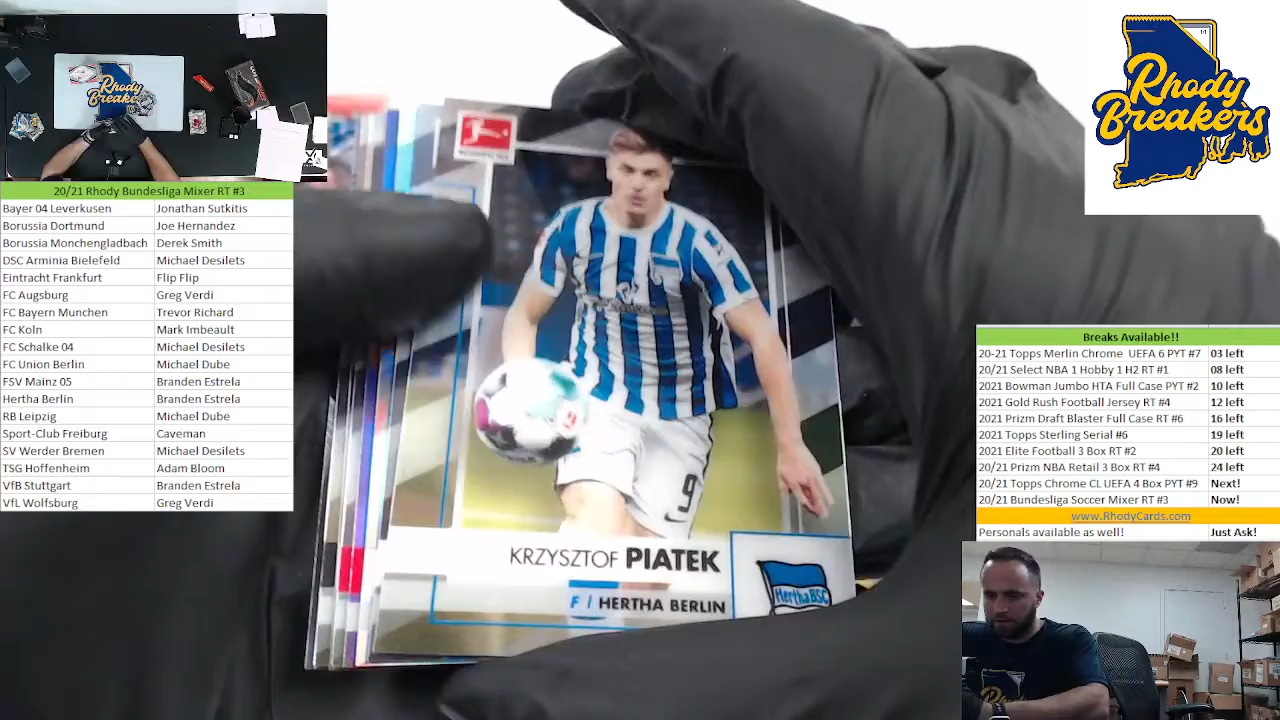 Rhody
Breakers
20/21 Rhody Bundesliga Mixer RT #3
Bayer 04 Leverkusen Jonathan Sutkitis
Borussia Dortmund Joe Hernandez
Borussia Monchengladbach Derek Smith
DSC Arminia Bielefeld Michael Desilets
Eintracht Frankfurt Flip Flip
FC Augsburg Greg Verdi
FC Bayern Munchen Trevor Richard
FC Koln Mark Imbeault
FC Schalke 04 Michael Desilets
FC Union Berlin Michael Dube
FSV Mainz 05 Branden Estrela
Hertha Berlin Branden Estrela
RB Leipzig Michael Dube
Sport-Club Freiburg Caveman
SV Werder Bremen Michael Desilets
TSG Hoffenheim Adam Bloom
VfB Stuttgart Branden Estrela
VfL Wolfsburg Greg Verdi
9
KRZYSZTOF PIATEK
F / HERTHA BERLIN
Hertha BSC
Rhody
Breakers
Breaks Available!!
20-21 Topps Merlin Chrome UEFA 6 PYT #7 03 left
20/21 Select NBA 1 Hobby 1 H2 RT #1 08 left
2021 Bowman Jumbo HTA Full Case PYT #2 10 left
2021 Gold Rush Football Jersey RT #4 12 left
2021 Prizm Draft Blaster Full Case RT #6 16 left
2021 Topps Sterling Serial #6 19 left
2021 Elite Football 3 Box RT #2 20 left
20/21 Prizm NBA Retail 3 Box RT #4 24 left
20/21 Topps Chrome CL UEFA 4 Box PYT #9 Next!
20/21 Bundesliga Soccer Mixer RT #3 Now!
www.RhodyCards.com
Personals available as well! Just Ask!